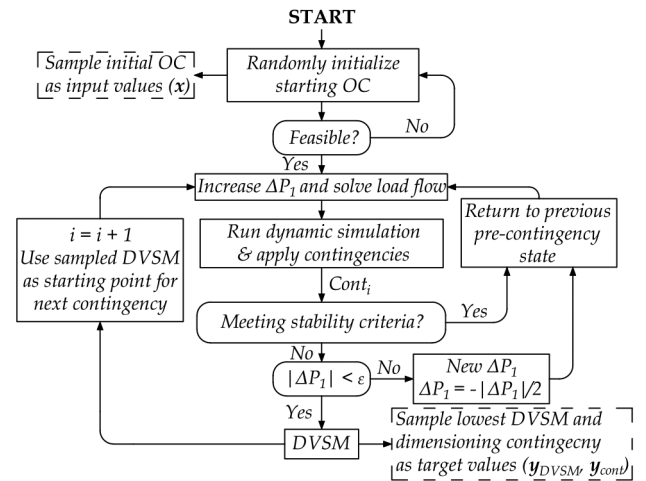 START
Sample initial OC
as input values (x)
Randomly initialize
starting OC
Feasible?
No
Yes
Increase ΔP₁ and solve load flow
i = i + 1
Use sampled DVSM
as starting point for
next contingency
Run dynamic simulation
& apply contingencies
Return to previous
pre-contingency
state
Contᵢ
Meeting stability criteria?
Yes
No
|ΔP₁| < ε
No
New ΔP₁
ΔP₁ = -|ΔP₁|/2
Yes
DVSM
Sample lowest DVSM and
dimensioning contingecny
as target values (y_DVSM, y_cont)